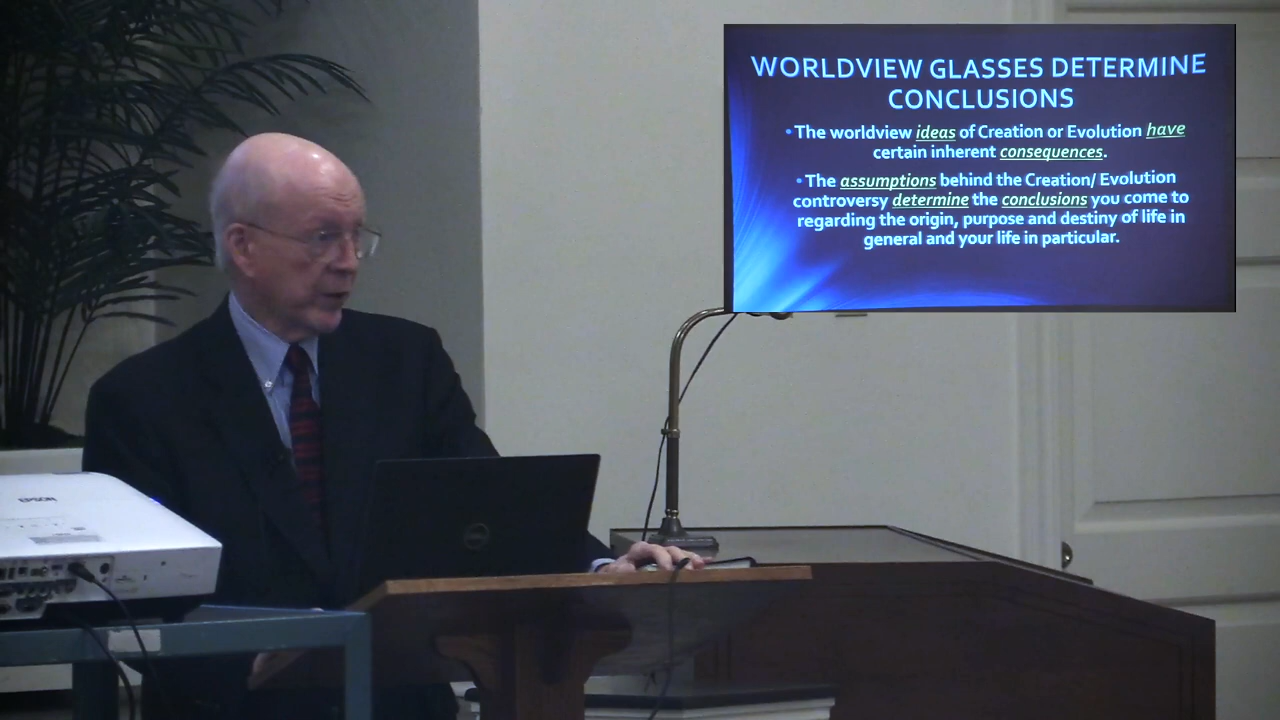 WORLDVIEW GLASSES DETERMINE
CONCLUSIONS
•The worldview ideas of Creation or Evolution have
certain inherent consequences.
•The assumptions behind the Creation/ Evolution
controversy determine the conclusions you come to
regarding the origin, purpose and destiny of life in
general and your life in particular.
EPSON
DELL